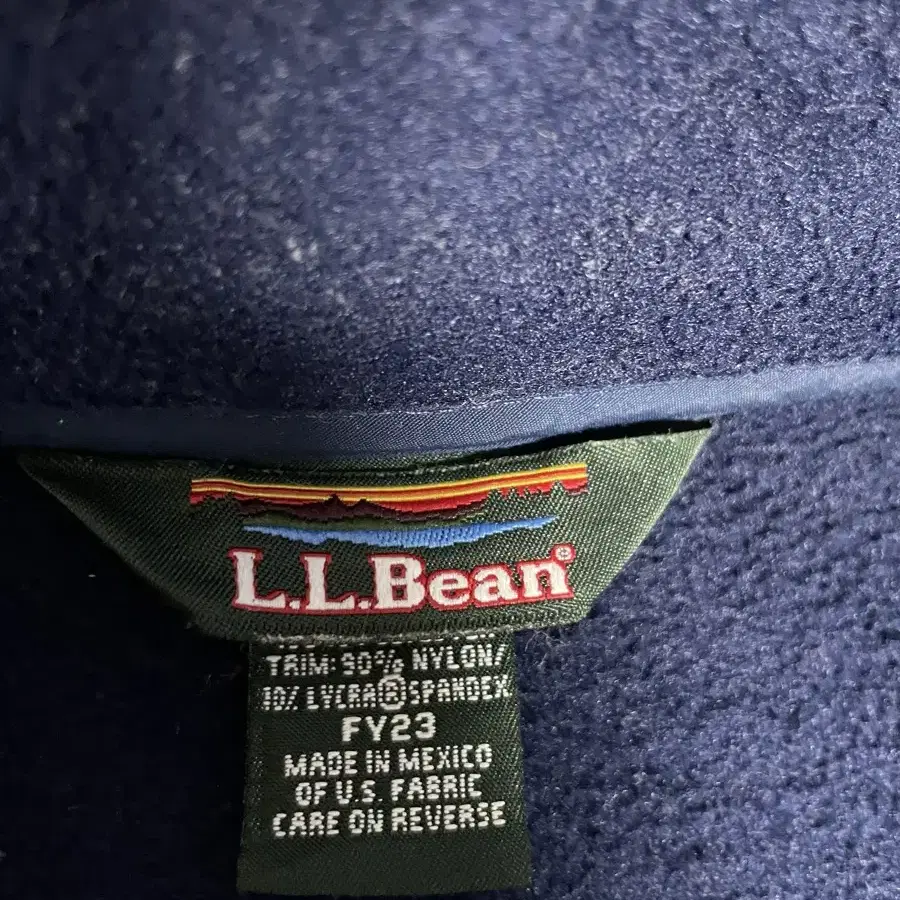 L.L.Bean®
TRIM: 90% NYLON/
10% LYCRA® SPANDEX
FY23
MADE IN MEXICO
OF U.S. FABRIC
CARE ON REVERSE